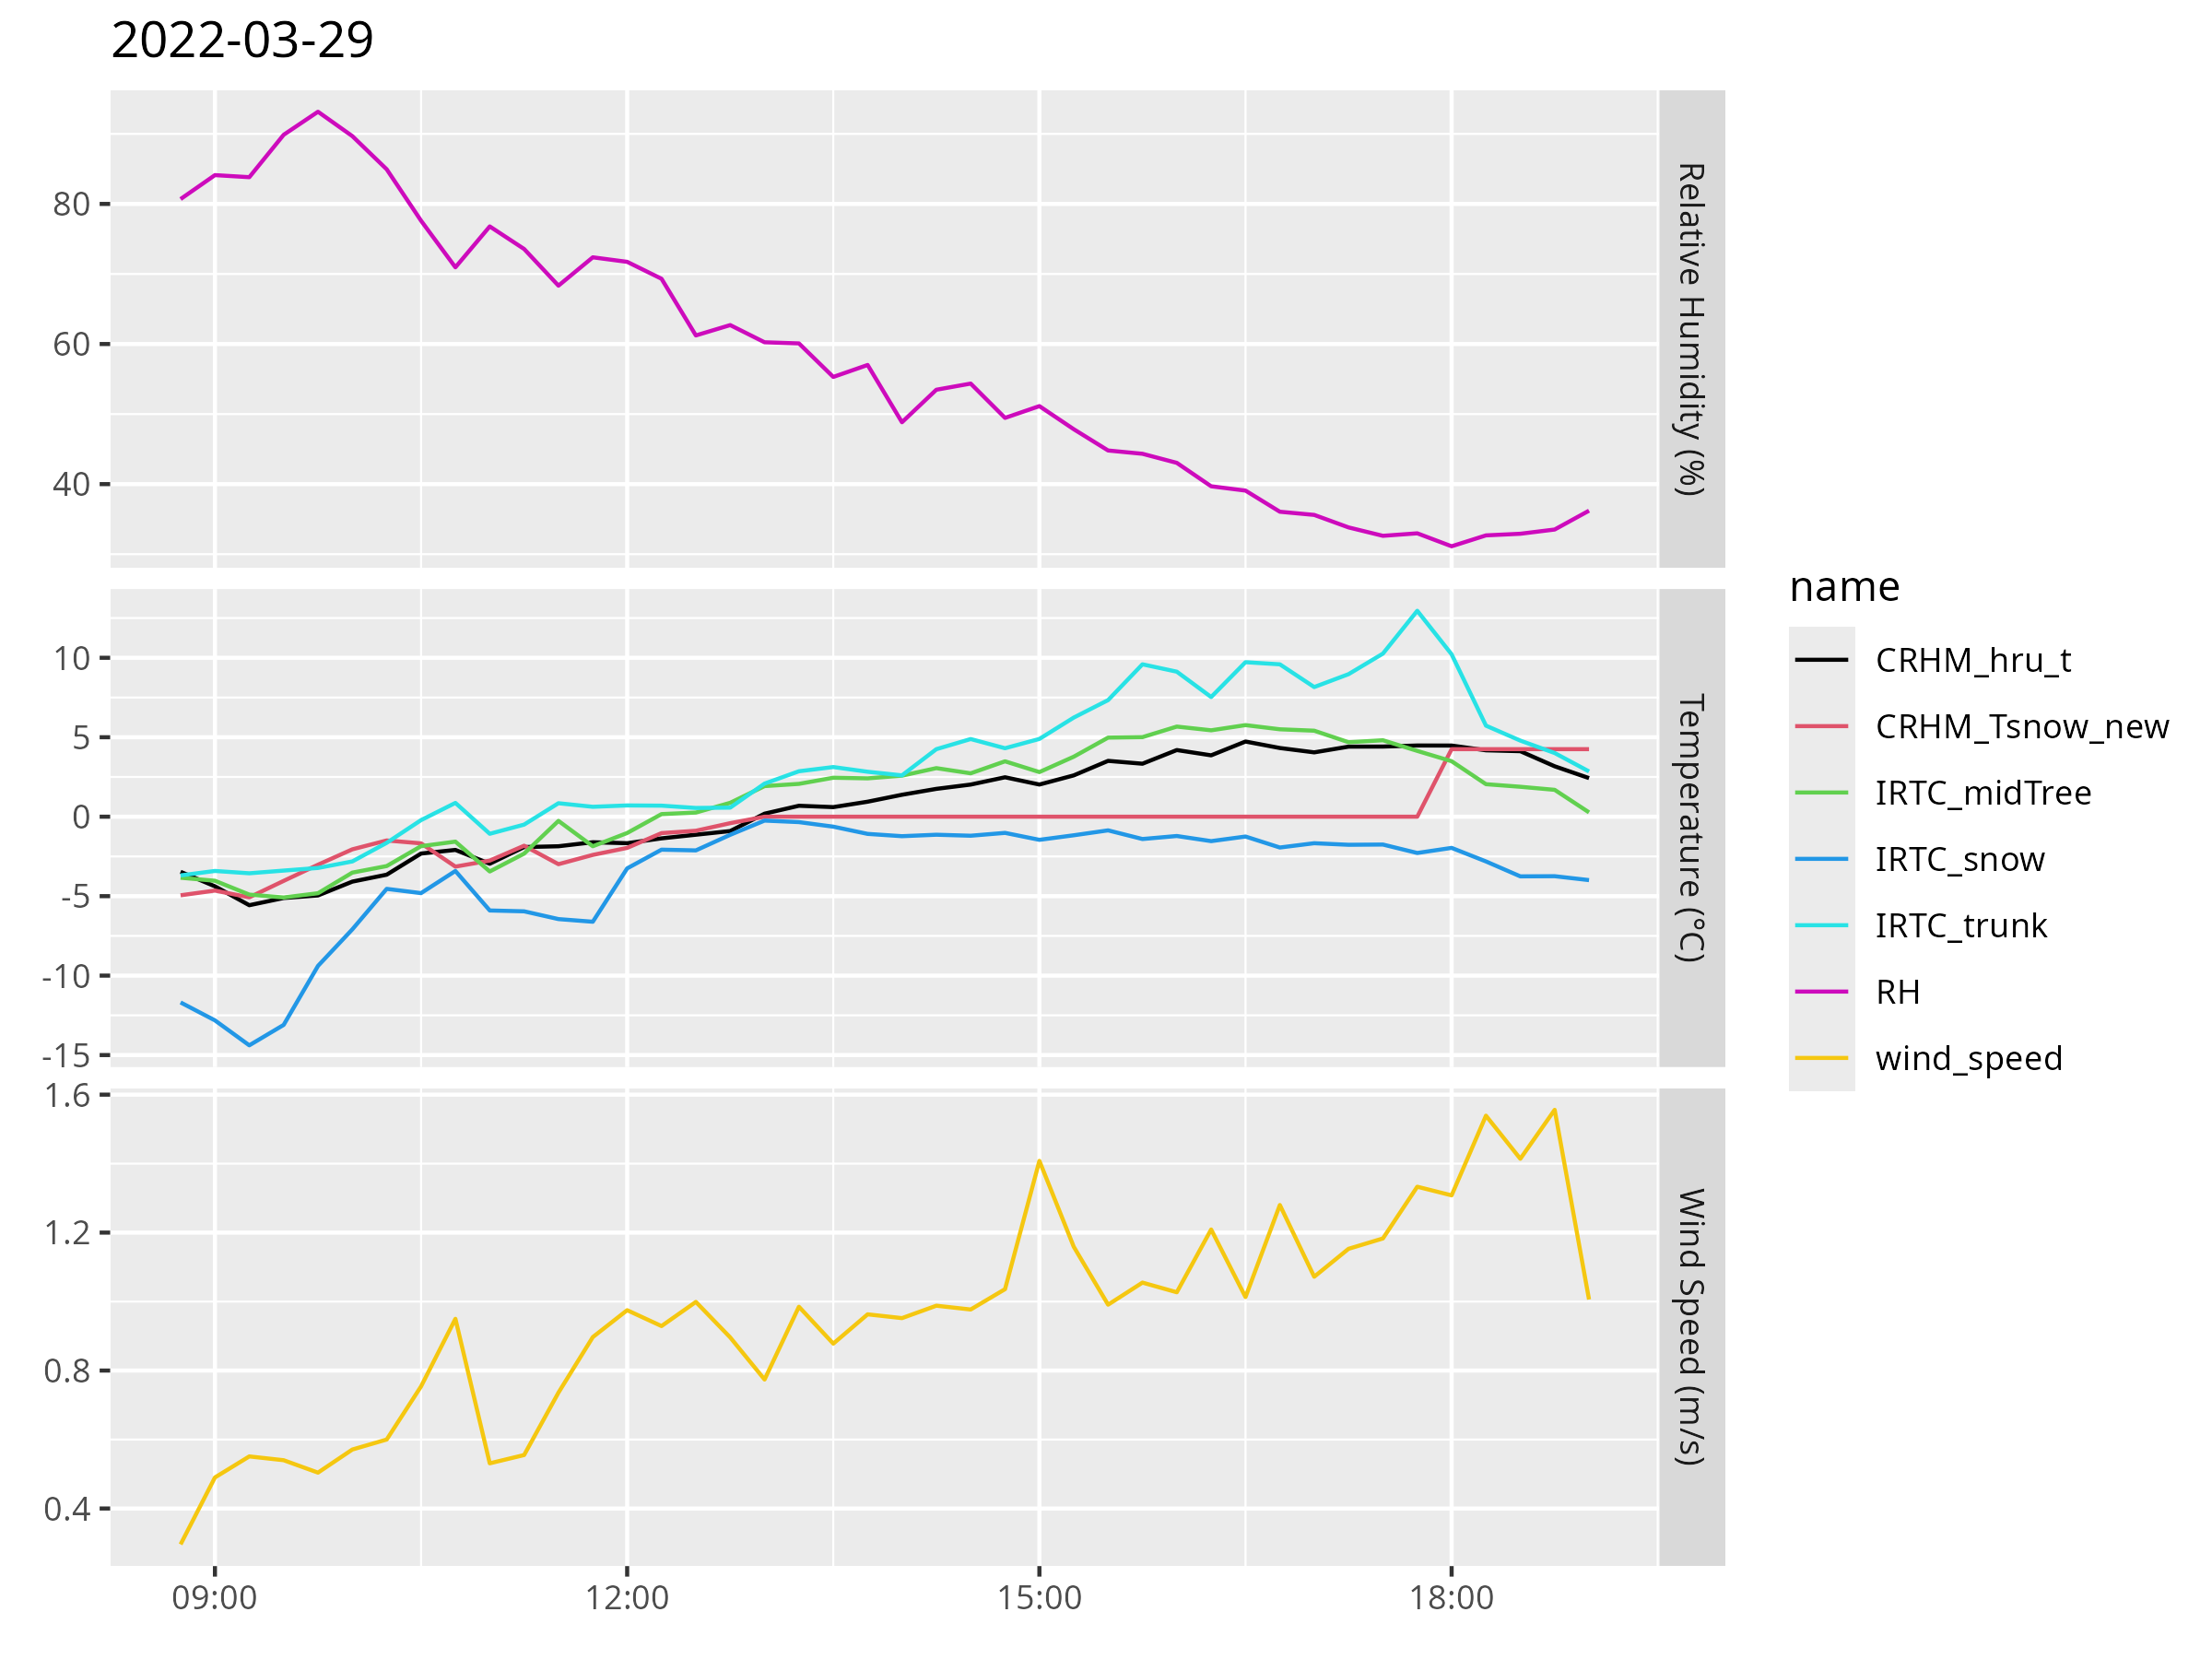 2022-03-29
80
60
40
Relative Humidity (%)
10
5
0
-5
-10
-15
Temperature (°C)
1.6
1.2
0.8
0.4
Wind Speed (m/s)
09:00 12:00 15:00 18:00
name
CRHM_hru_t
CRHM_Tsnow_new
IRTC_midTree
IRTC_snow
IRTC_trunk
RH
wind_speed